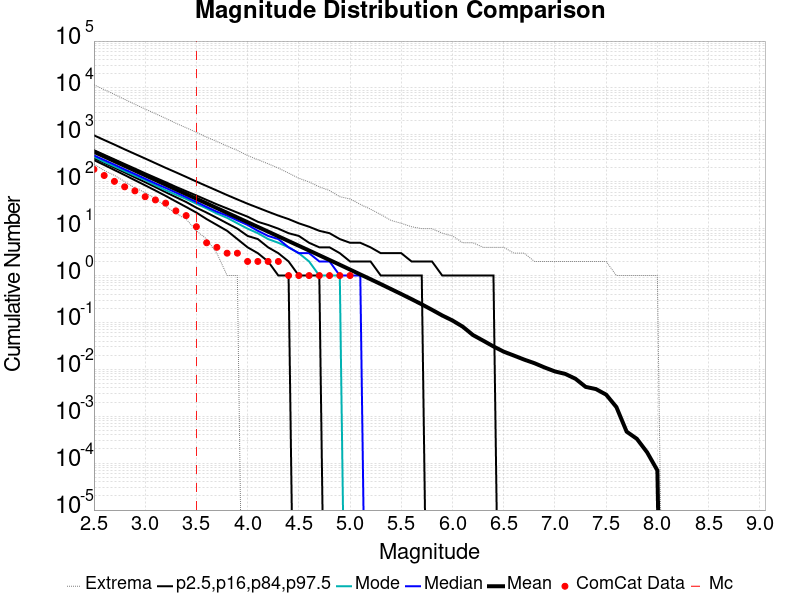 Magnitude Distribution Comparison
10^5
10^4
10^3
10^2
10^1
10^0
10^-1
10^-2
10^-3
10^-4
10^-5
Cumulative Number
2.5 3.0 3.5 4.0 4.5 5.0 5.5 6.0 6.5 7.0 7.5 8.0 8.5 9.0
Magnitude
Extrema p2.5,p16,p84,p97.5 Mode Median Mean ComCat Data Mc